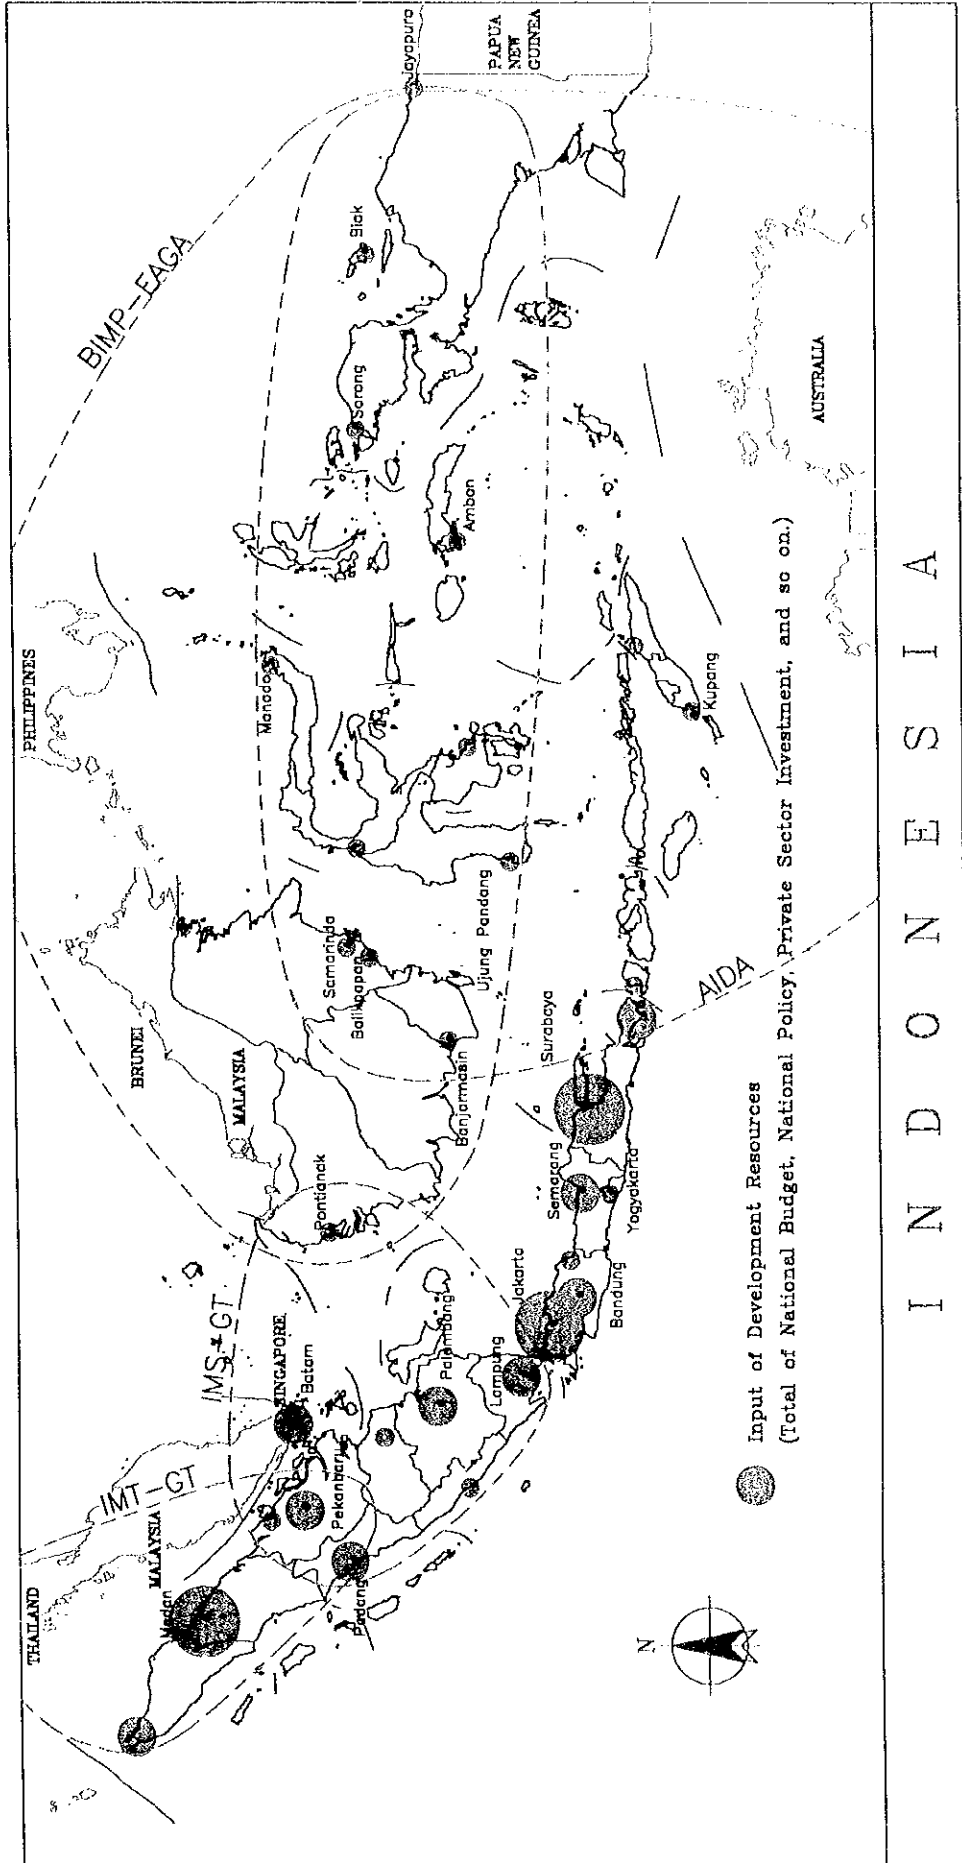 THAILAND
PHILIPPINES
MALAYSIA
IMT-GT
BRUNEI
BIMP-EAGA
Medan
IMS-GT
MALAYSIA
SINGAPORE
Batam
Manado
Pekanbaru
Pontianak
Samarinda
Sorong
Biak
Jayapura
Padang
Balikpapan
Palembang
Banjarmasin
Ambon
Ujung Pandang
PAPUA
NEW
GUINEA
Lampung
Jakarta
Semarang
Surabaya
Bandung
Yogyakarta
Kupang
AIDA
AUSTRALIA
N
Input of Development Resources
(Total of National Budget, National Policy, Private Sector Investment, and so on.)
INDONESIA